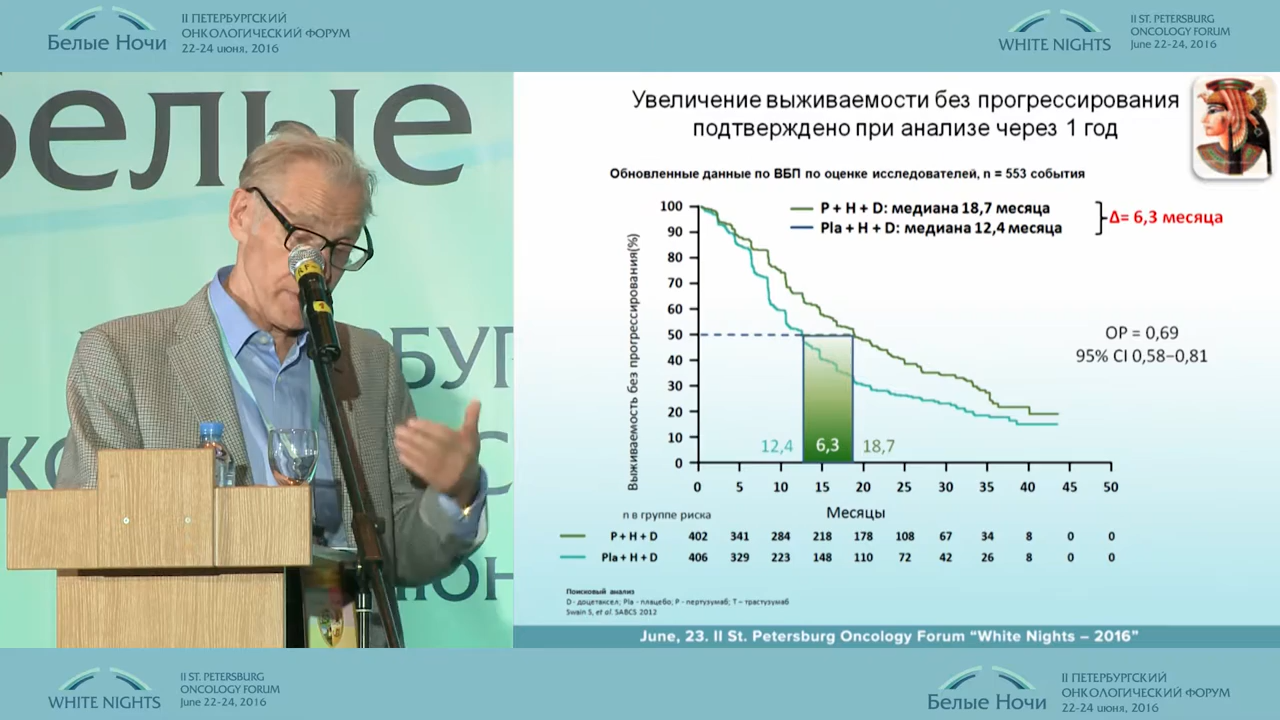 Белые Ночи
II ПЕТЕРБУРГСКИЙ
ОНКОЛОГИЧЕСКИЙ ФОРУМ
22-24 июня, 2016
WHITE NIGHTS
II ST. PETERSBURG
ONCOLOGY FORUM
June 22-24, 2016
Белые
БУР
Увеличение выживаемости без прогрессирования
подтверждено при анализе через 1 год
Обновленные данные по ВБП по оценке исследователей, n = 553 события
P + H + D: медиана 18,7 месяца
Pla + H + D: медиана 12,4 месяца
Δ= 6,3 месяца
Выживаемость без прогрессирования(%)
100
90
80
70
60
50
40
30
20
10
0
ОР = 0,69
95% CI 0,58–0,81
12,4
6,3
18,7
0 5 10 15 20 25 30 35 40 45 50
Месяцы
n в группе риска
P + H + D 402 341 284 218 178 108 67 34 8 0 0
Pla + H + D 406 329 223 148 110 72 42 26 8 0 0
Поисковый анализ
D - доцетаксел; Pla - плацебо; P - пертузумаб; T – трастузумаб
Swain S, et al. SABCS 2012
June, 23. II St. Petersburg Oncology Forum “White Nights – 2016”
WHITE NIGHTS
II ST. PETERSBURG
ONCOLOGY FORUM
June 22-24, 2016
Белые Ночи
II ПЕТЕРБУРГСКИЙ
ОНКОЛОГИЧЕСКИЙ ФОРУМ
22-24 июня, 2016